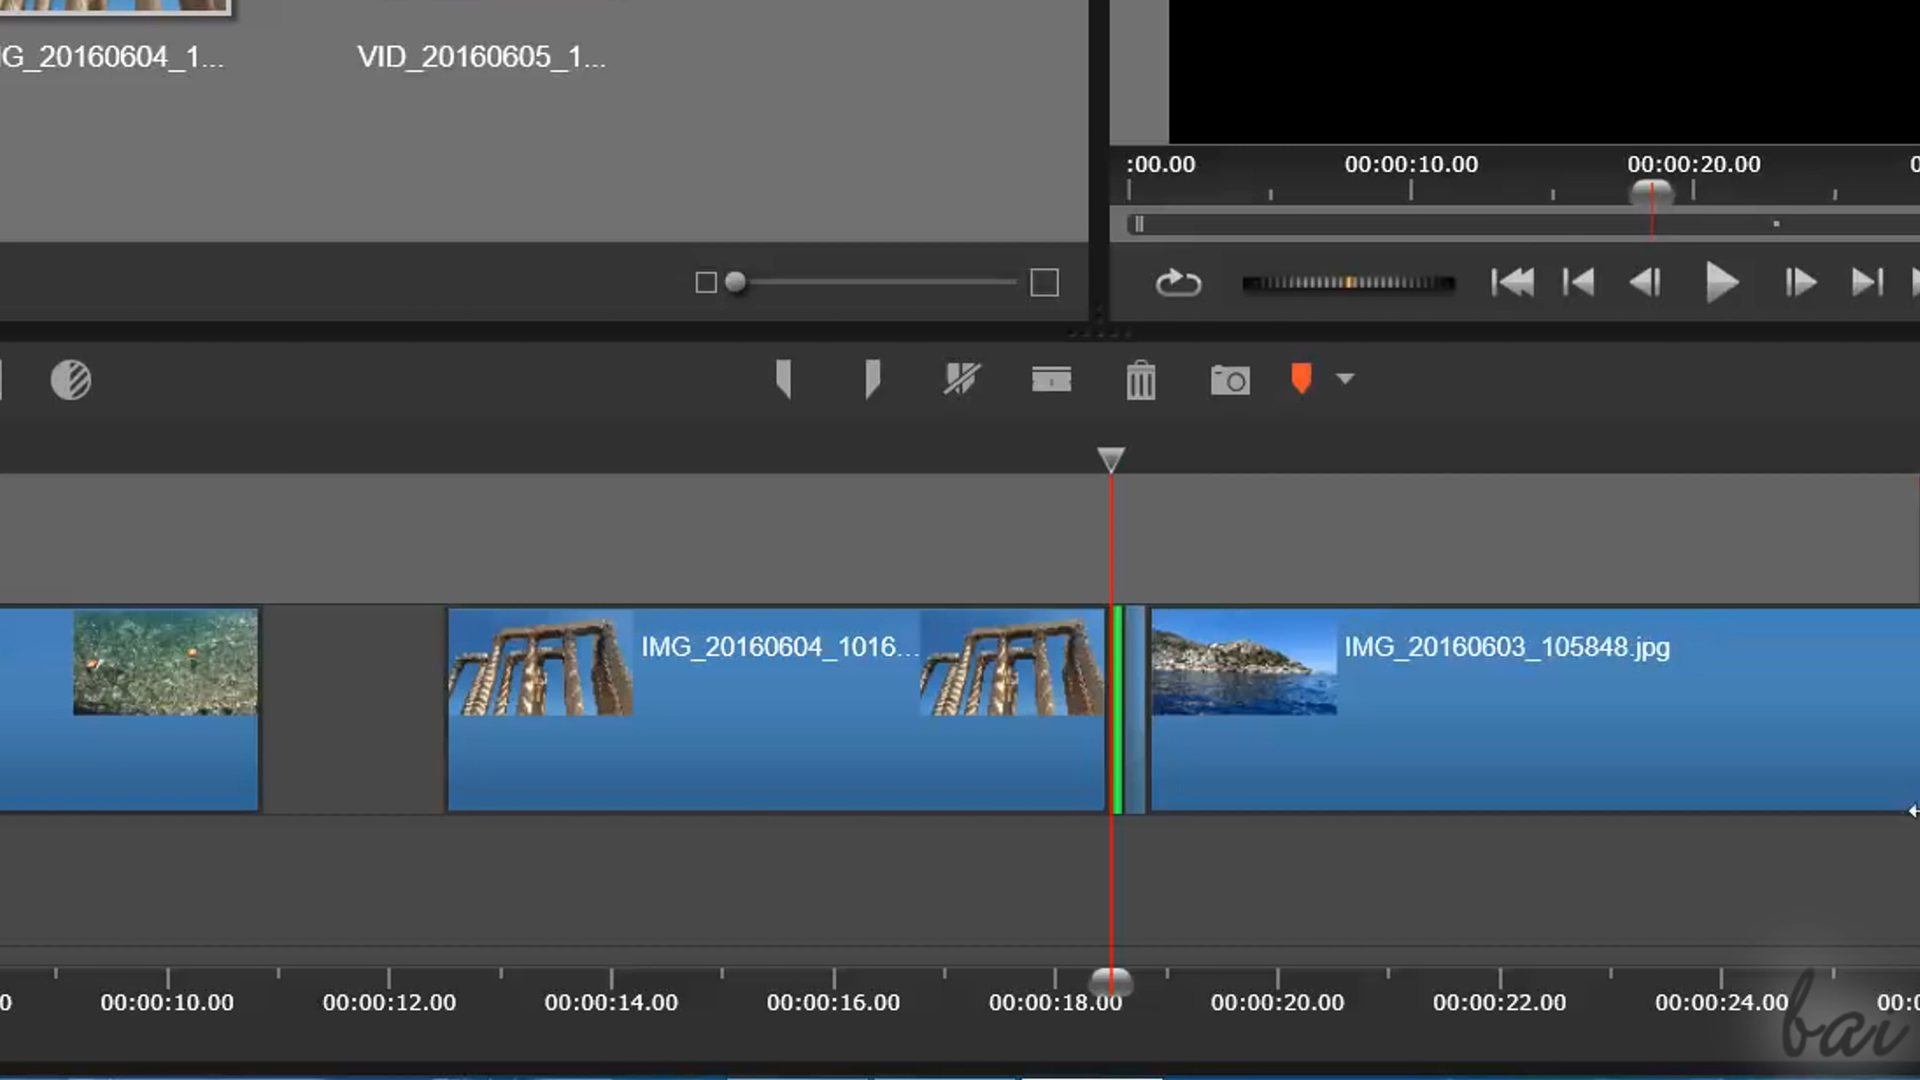 G_20160604_1...
VID_20160605_1...
:00.00
00:00:10.00
00:00:20.00
IMG_20160604_1016...
IMG_20160603_105848.jpg
00:00:10.00
00:00:12.00
00:00:14.00
00:00:16.00
00:00:18.00
00:00:20.00
00:00:22.00
00:00:24.00
bai